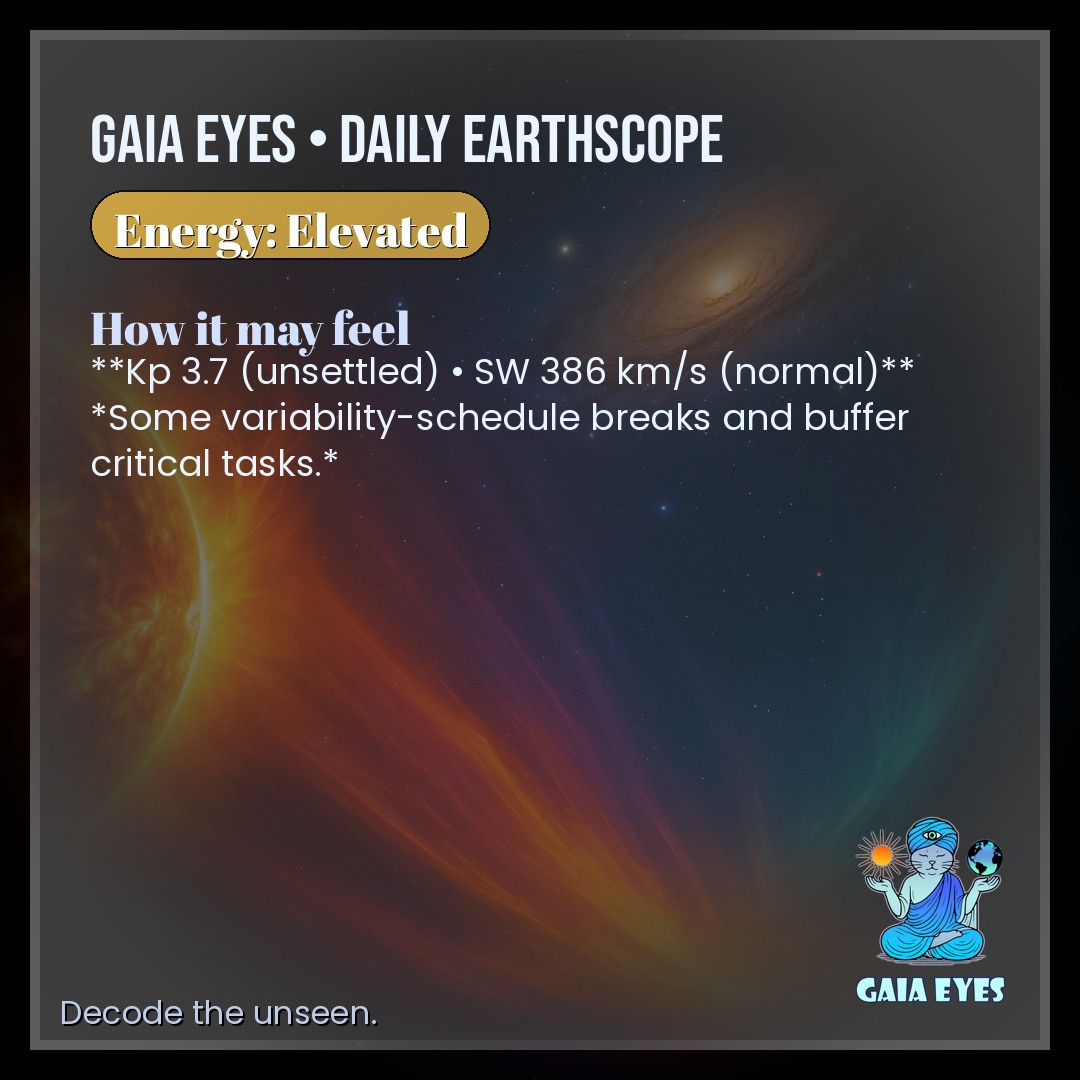 GAIA EYES • DAILY EARTHSCOPE
Energy: Elevated
How it may feel
**Kp 3.7 (unsettled) • SW 386 km/s (normal)**
*Some variability-schedule breaks and buffer
critical tasks.*
GAIA EYES
Decode the unseen.